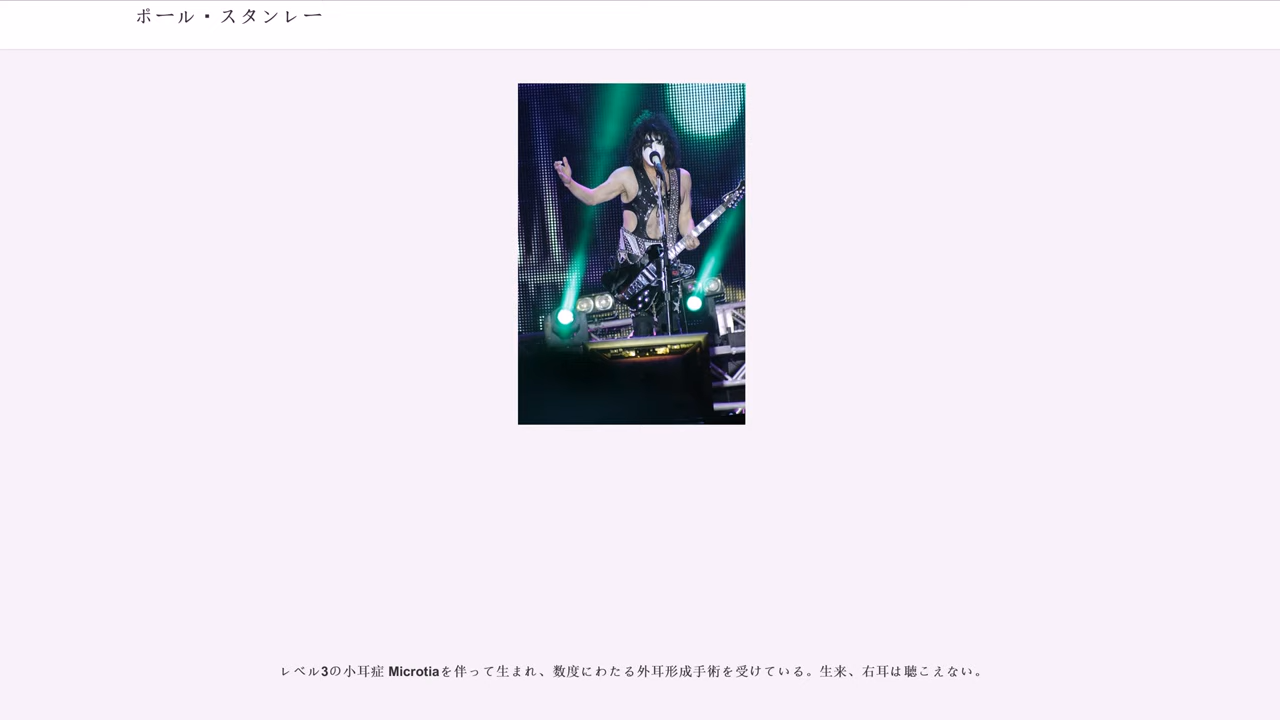 ポール・スタンレー
レベル3の小耳症 Microtiaを伴って生まれ、数度にわたる外耳形成手術を受けている。生来、右耳は聴こえない。